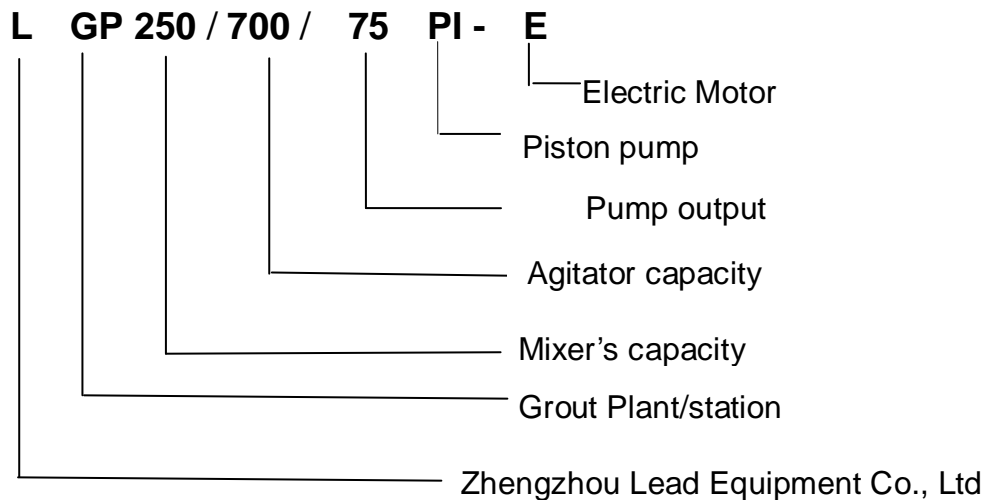 L GP 250 / 700 / 75 PI - E
Electric Motor
Piston pump
Pump output
Agitator capacity
Mixer’s capacity
Grout Plant/station
Zhengzhou Lead Equipment Co., Ltd